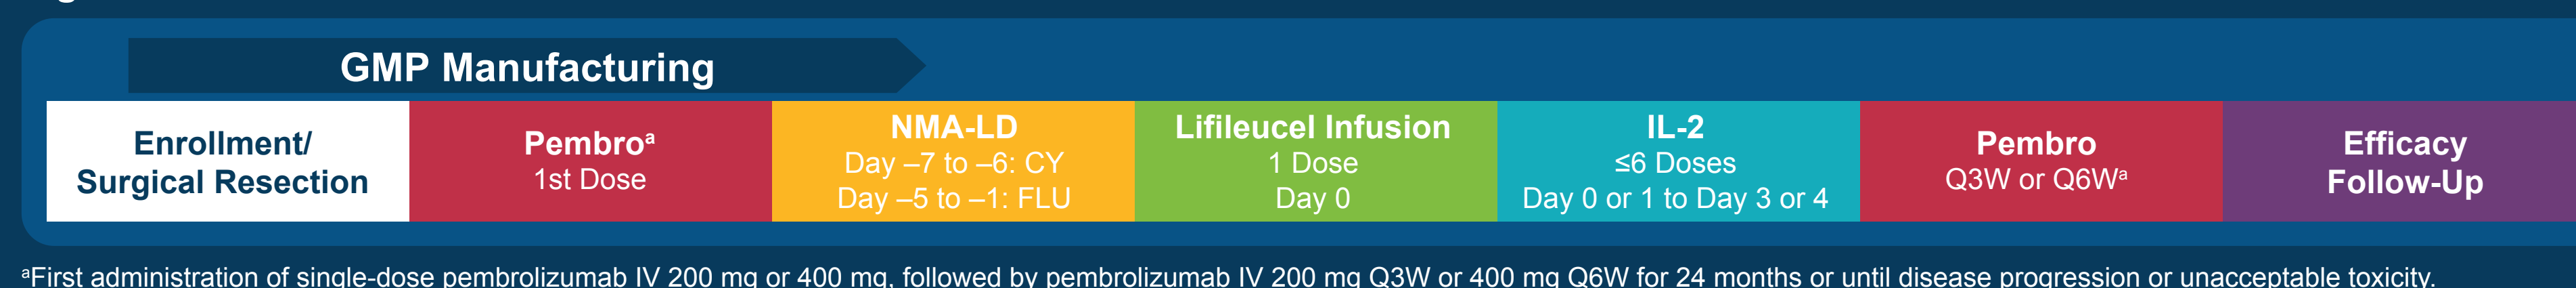 GMP Manufacturing
Enrollment/
Surgical Resection
Pembroᵃ
1st Dose
NMA-LD
Day –7 to –6: CY
Day –5 to –1: FLU
Lifileucel Infusion
1 Dose
Day 0
IL-2
≤6 Doses
Day 0 or 1 to Day 3 or 4
Pembro
Q3W or Q6Wᵃ
Efficacy
Follow-Up
ᵃFirst administration of single-dose pembrolizumab IV 200 mg or 400 mg, followed by pembrolizumab IV 200 mg Q3W or 400 mg Q6W for 24 months or until disease progression or unacceptable toxicity.